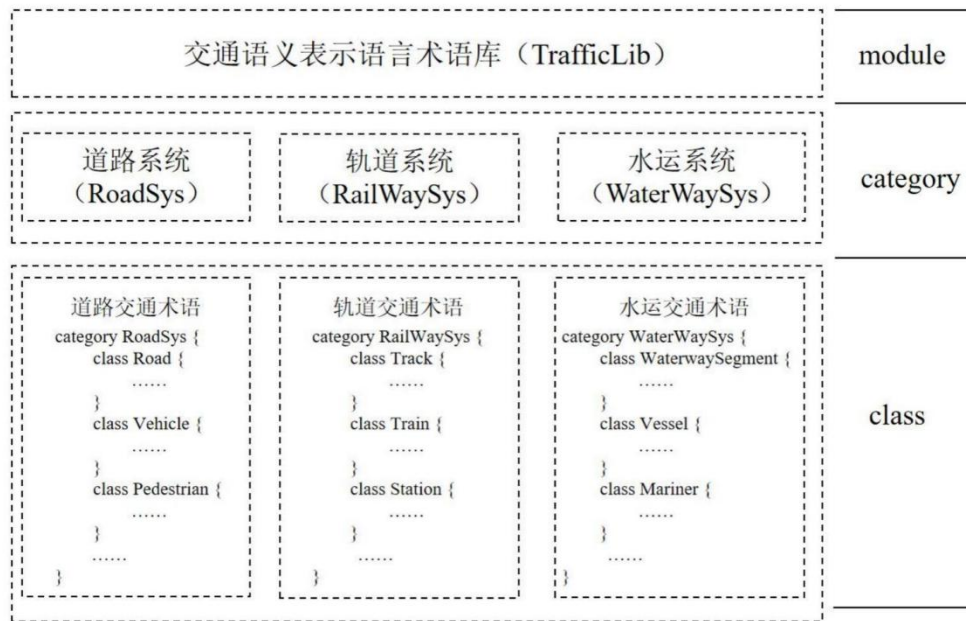 交通语义表示语言术语库（TrafficLib）
module
道路系统
（RoadSys）
轨道系统
（RailWaySys）
水运系统
（WaterWaySys）
category
道路交通术语
category RoadSys {
class Road {
……
}
class Vehicle {
……
}
class Pedestrian {
……
}
……
}
轨道交通术语
category RailWaySys {
class Track {
……
}
class Train {
……
}
class Station {
……
}
……
}
水运交通术语
category WaterWaySys {
class WaterwaySegment {
……
}
class Vessel {
……
}
class Mariner {
……
}
……
}
class